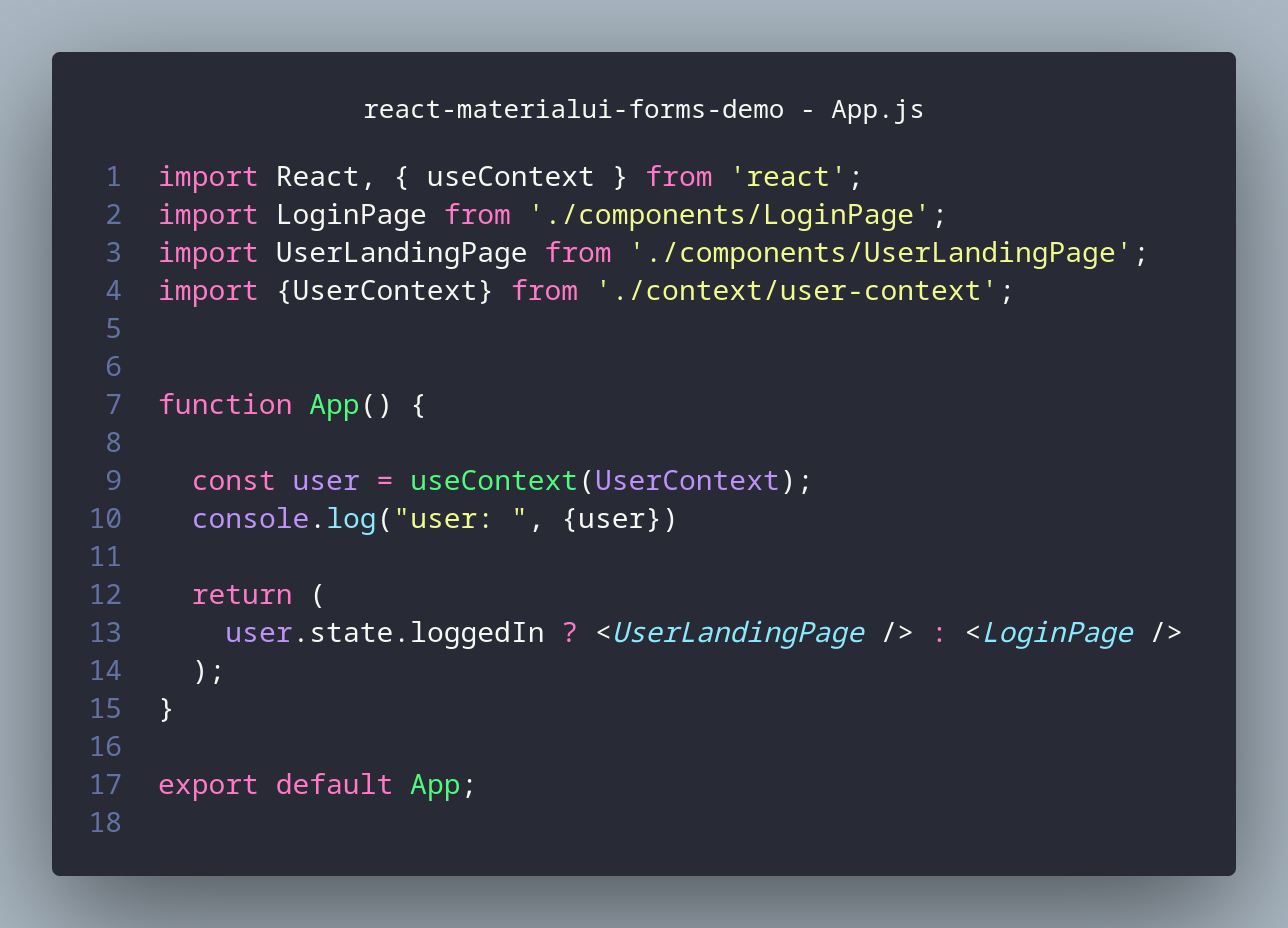 react-materialui-forms-demo - App.js
1 import React, { useContext } from 'react';
2 import LoginPage from './components/LoginPage';
3 import UserLandingPage from './components/UserLandingPage';
4 import {UserContext} from './context/user-context';
5
6
7 function App() {
8
9   const user = useContext(UserContext);
10   console.log("user: ", {user})
11
12   return (
13     user.state.loggedIn ? <UserLandingPage /> : <LoginPage />
14   );
15 }
16
17 export default App;
18